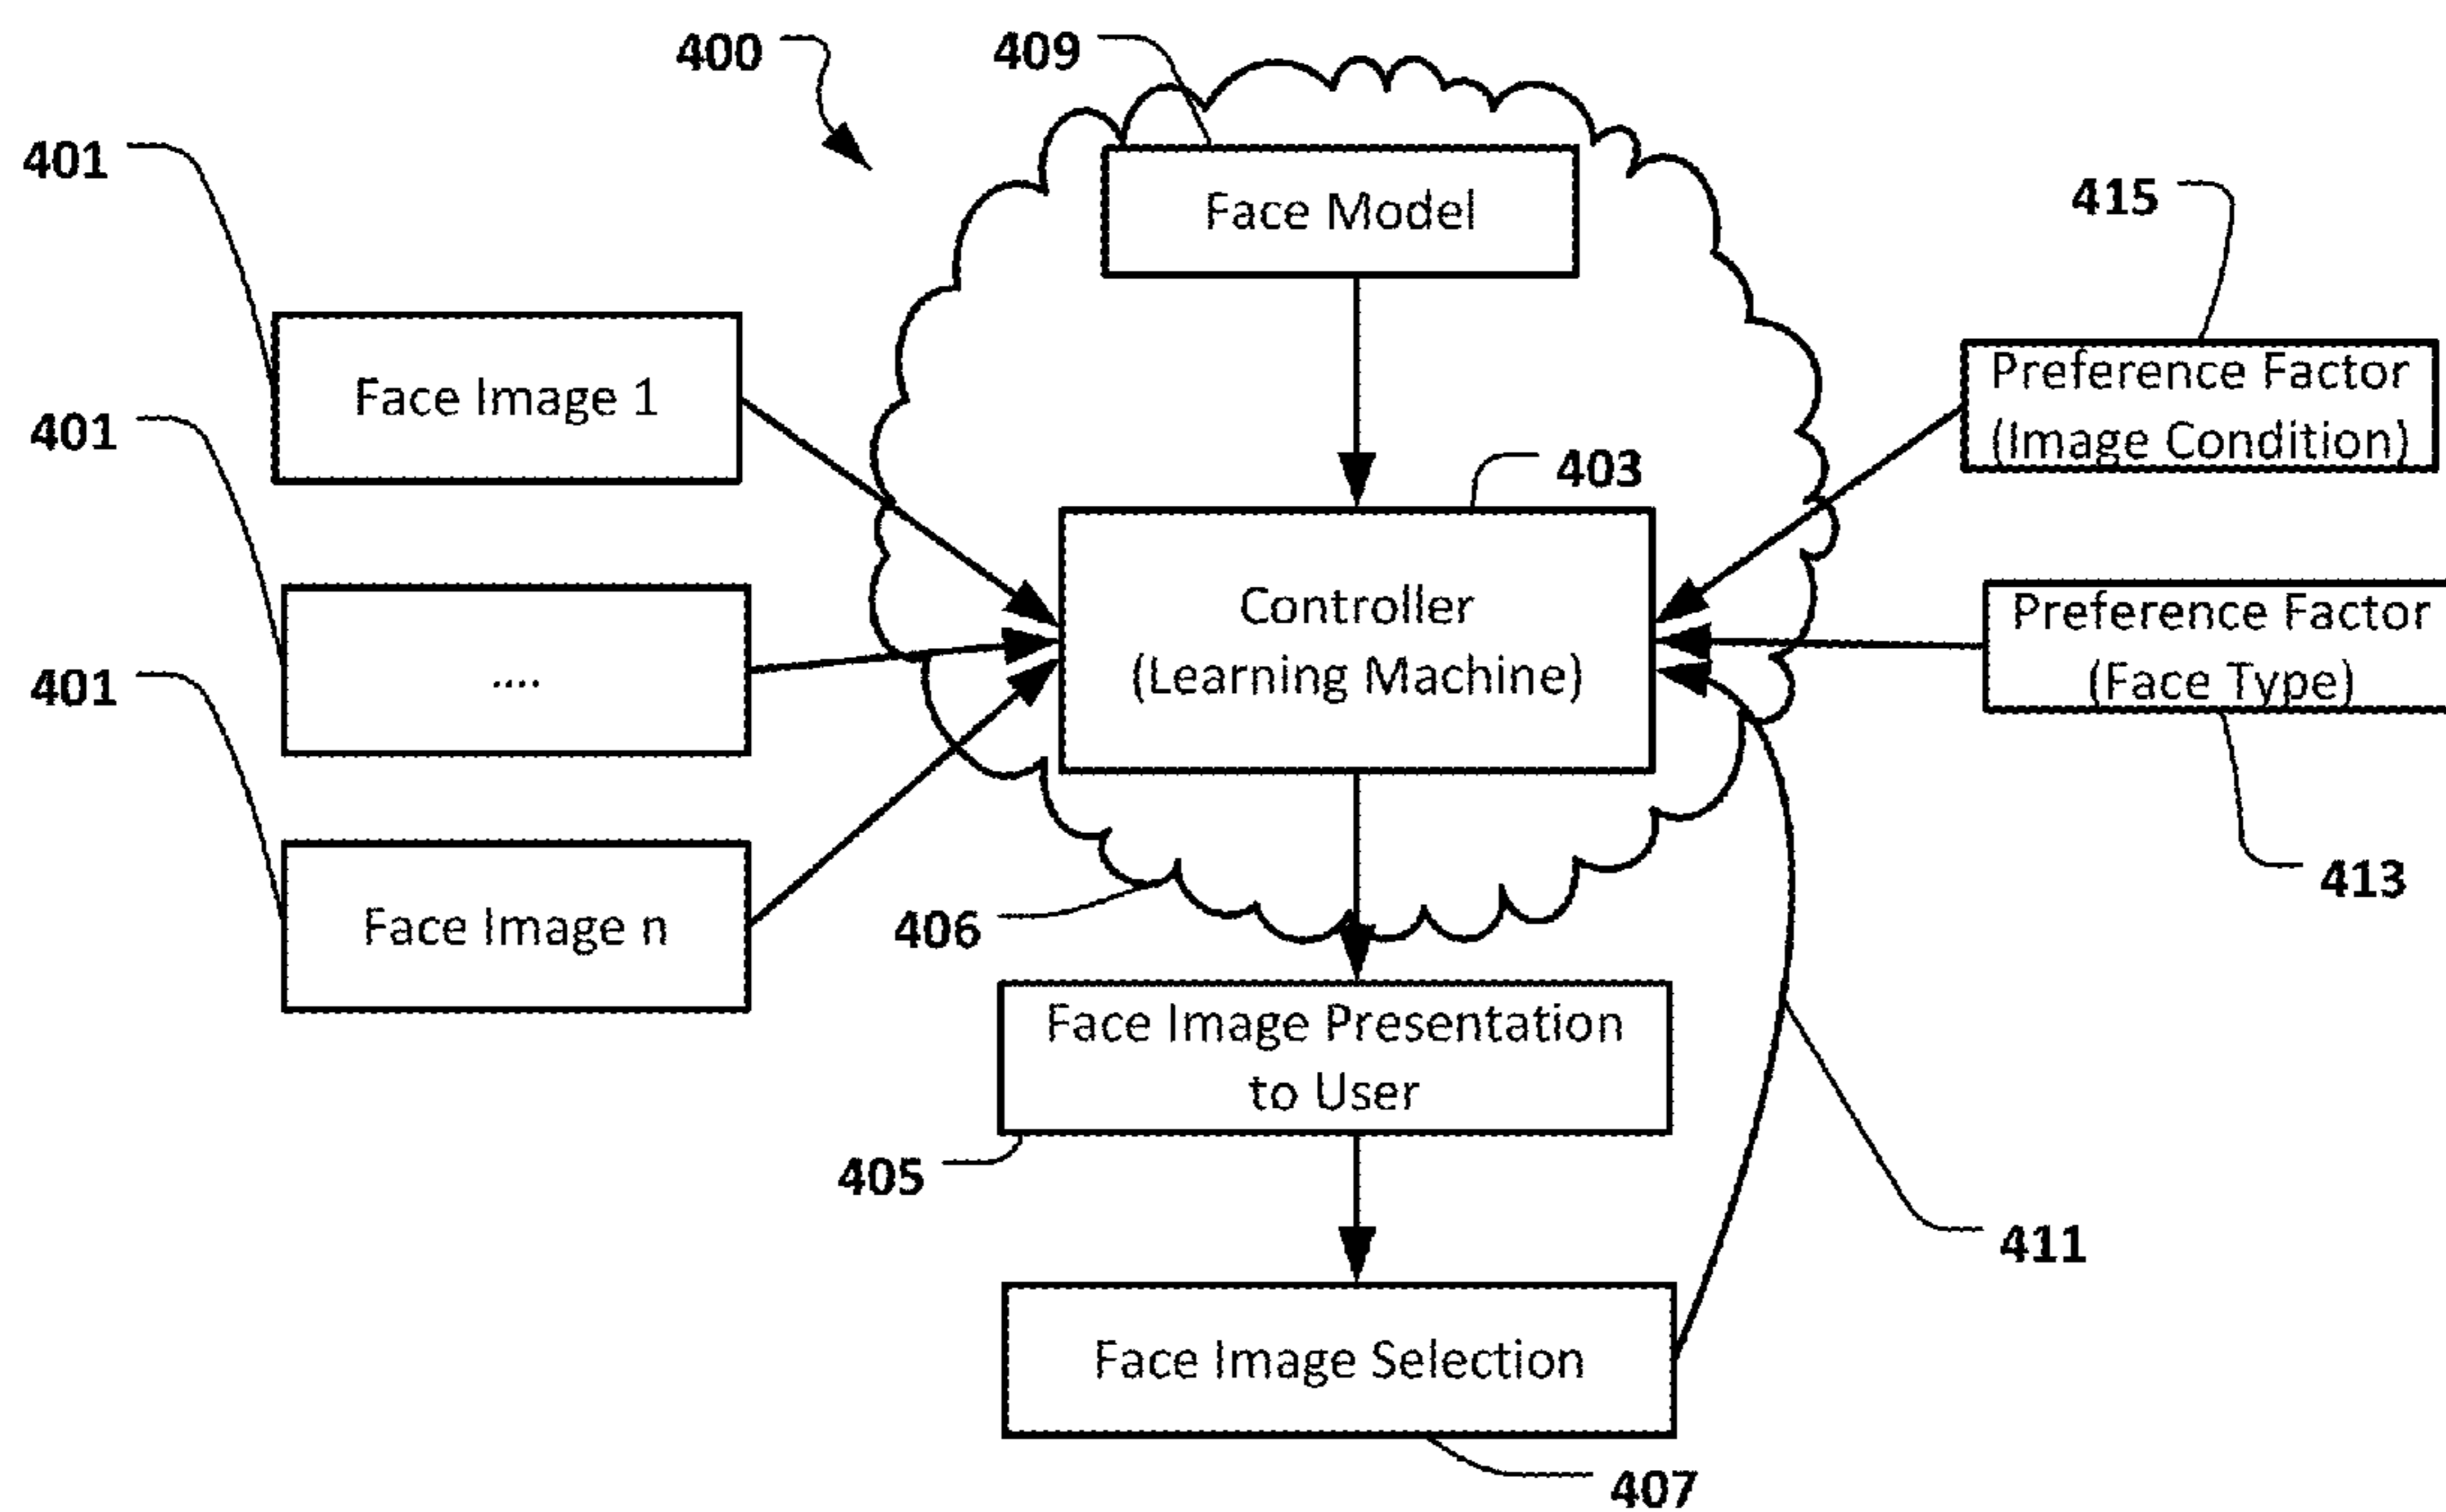 400
409
401
Face Model
415
Face Image 1
Preference Factor
(Image Condition)
401
403
Controller
(Learning Machine)
Preference Factor
(Face Type)
401
....
413
Face Image n
406
Face Image Presentation
to User
405
411
Face Image Selection
407